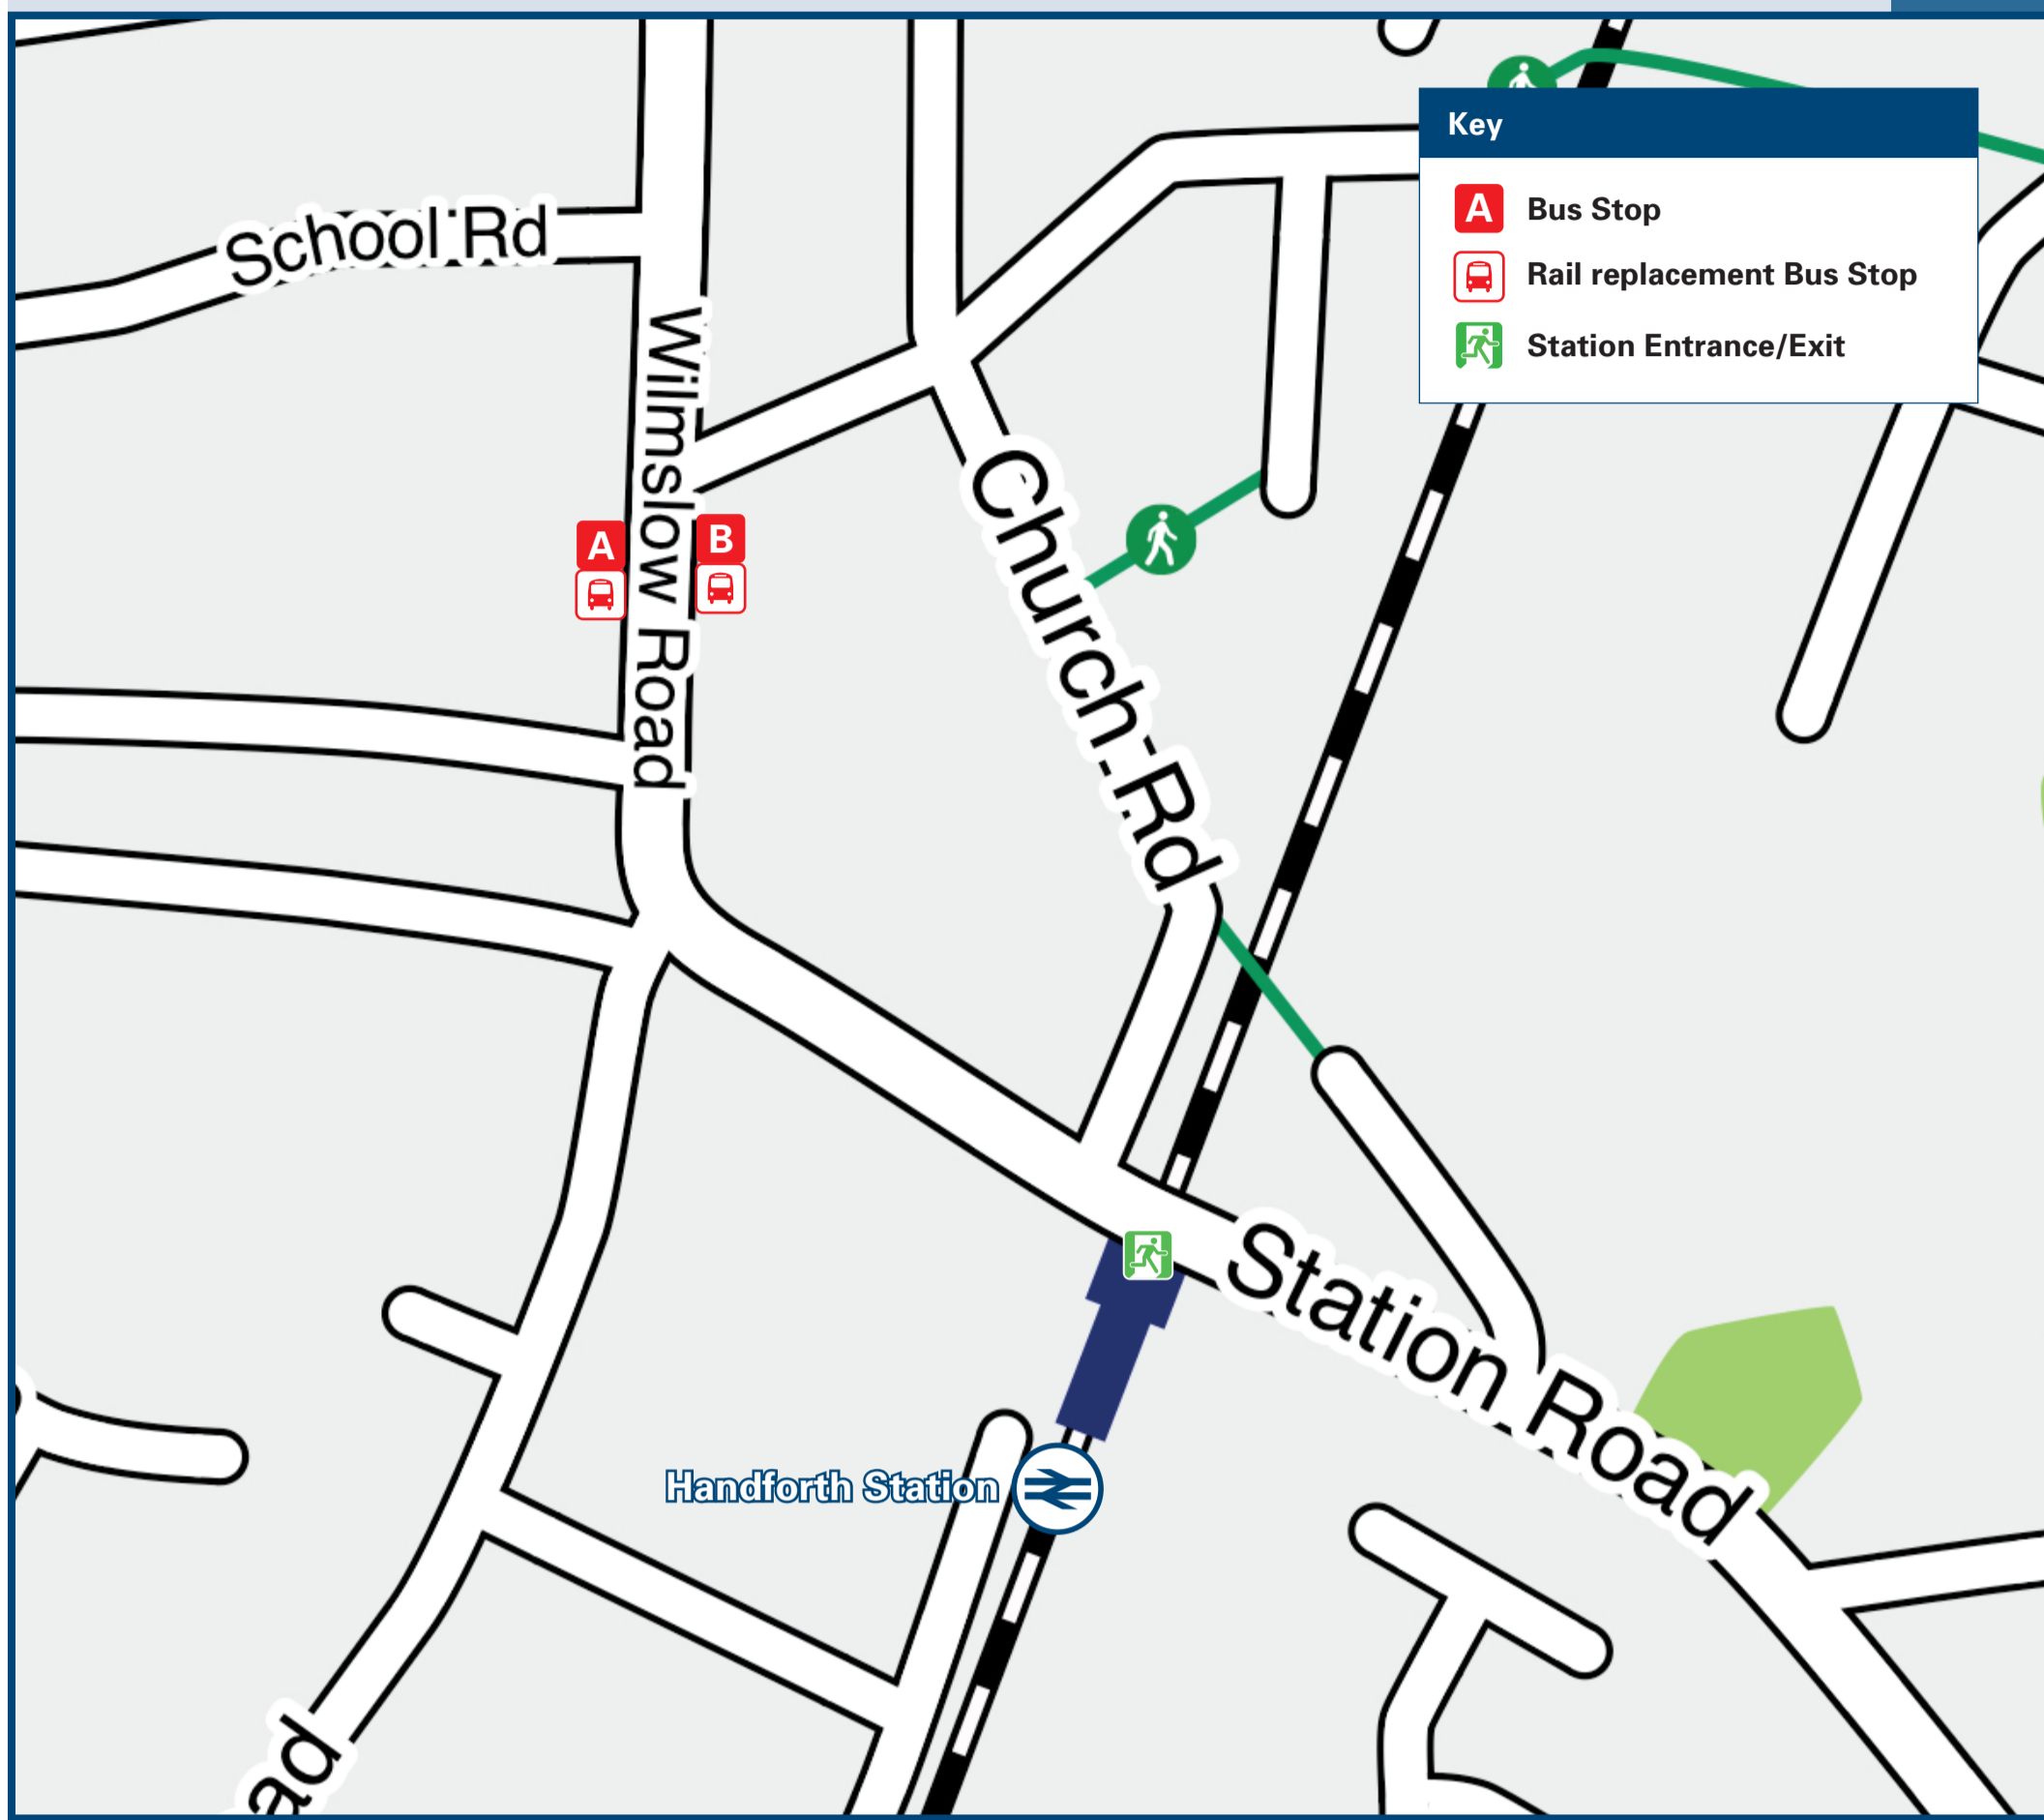 Key
A Bus Stop
Rail replacement Bus Stop
Station Entrance/Exit
School Rd
Wilmslow Road
Church Rd
A
B
Station Road
Handforth Station
ad